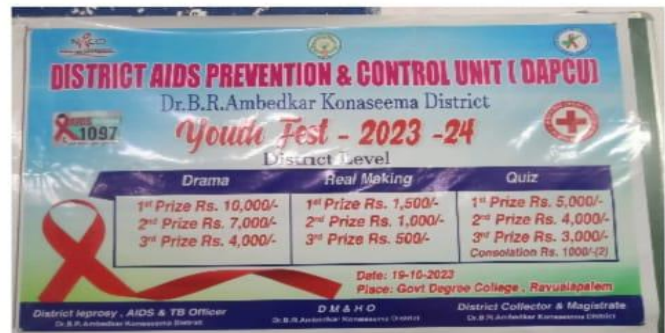 DISTRICT AIDS PREVENTION & CONTROL UNIT ( DAPCU)
Dr.B.R.Ambedkar Konaseema District
1097
Youth Fest - 2023 -24
District Level
Drama Real Making Quiz
1st Prize Rs. 10,000/- 1st Prize Rs. 1,500/- 1st Prize Rs. 5,000/-
2nd Prize Rs. 7,000/- 2nd Prize Rs. 1,000/- 2nd Prize Rs. 4,000/-
3rd Prize Rs. 4,000/- 3rd Prize Rs. 500/- 3rd Prize Rs. 3,000/-
Consolation Rs. 1000/-(2)
Date: 19-10-2023
Place: Govt Degree College , Ravulapalem
District leprosy , AIDS & TB Officer D M & H O District Collector & Magistrate
Dr.B.R.Ambedkar Konaseema District Dr.B.R.Ambedkar Konaseema District Dr.B.R.Ambedkar Konaseema District